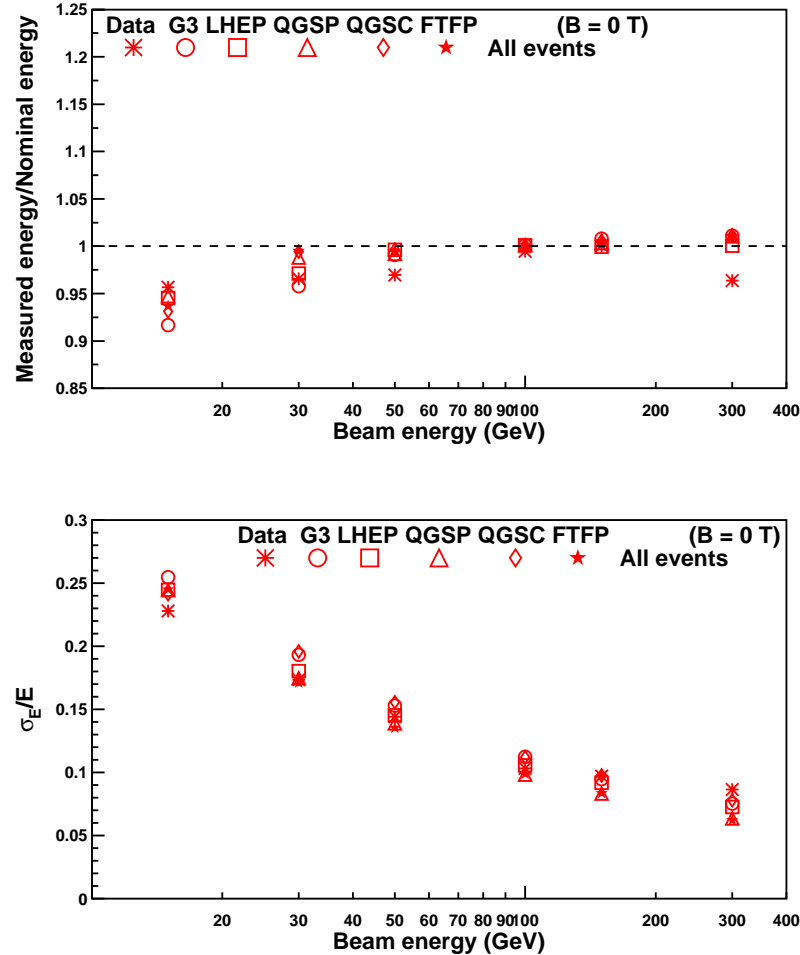 Data G3 LHEP QGSP QGSC FTFP (B = 0 T)
All events
1.25
1.2
1.15
1.1
1.05
1
0.95
0.9
0.85
Measured energy/Nominal energy
20 30 40 50 60 70 80 90 100 200 300 400
Beam energy (GeV)
Data G3 LHEP QGSP QGSC FTFP (B = 0 T)
All events
0.3
0.25
0.2
0.15
0.1
0.05
0
σE/E
20 30 40 50 60 70 80 90 100 200 300 400
Beam energy (GeV)